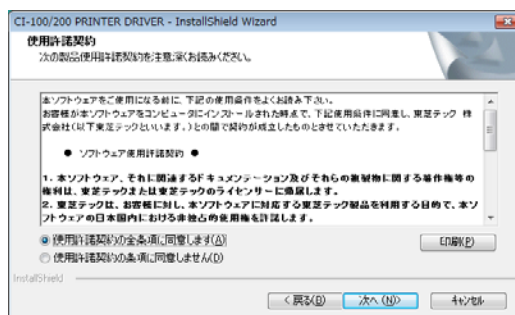 CI-100/200 PRINTER DRIVER - InstallShield Wizard
使用許諾契約
次の製品使用許諾契約を注意深くお読みください。
本ソフトウェアをご使用になる前に、下記の使用条件をよくお読み下さい。
お客様が本ソフトウェアをコンピュータにインストールされた時点で、下記使用条件に同意し、東芝テック 株
式会社(以下東芝テックといいます。)との間で契約が成立したものとさせていただきます。
● ソフトウェア使用許諾契約 ●
1. 本ソフトウェア、それに関連するドキュメンテーション及びそれらの複製物に関する著作権等の
権利は、東芝テックまたは東芝テックのライセンサーに帰属します。
2. 東芝テックは、お客様に対し、本ソフトウェアに対応する東芝テック製品を利用する目的で、本ソ
フトウェアの日本国内における非独占的使用権を許諾します。
使用許諾契約の全条項に同意します(A)
印刷(P)
使用許諾契約の条項に同意しません(D)
InstallShield
< 戻る(B)
次へ (N)>
キャンセル